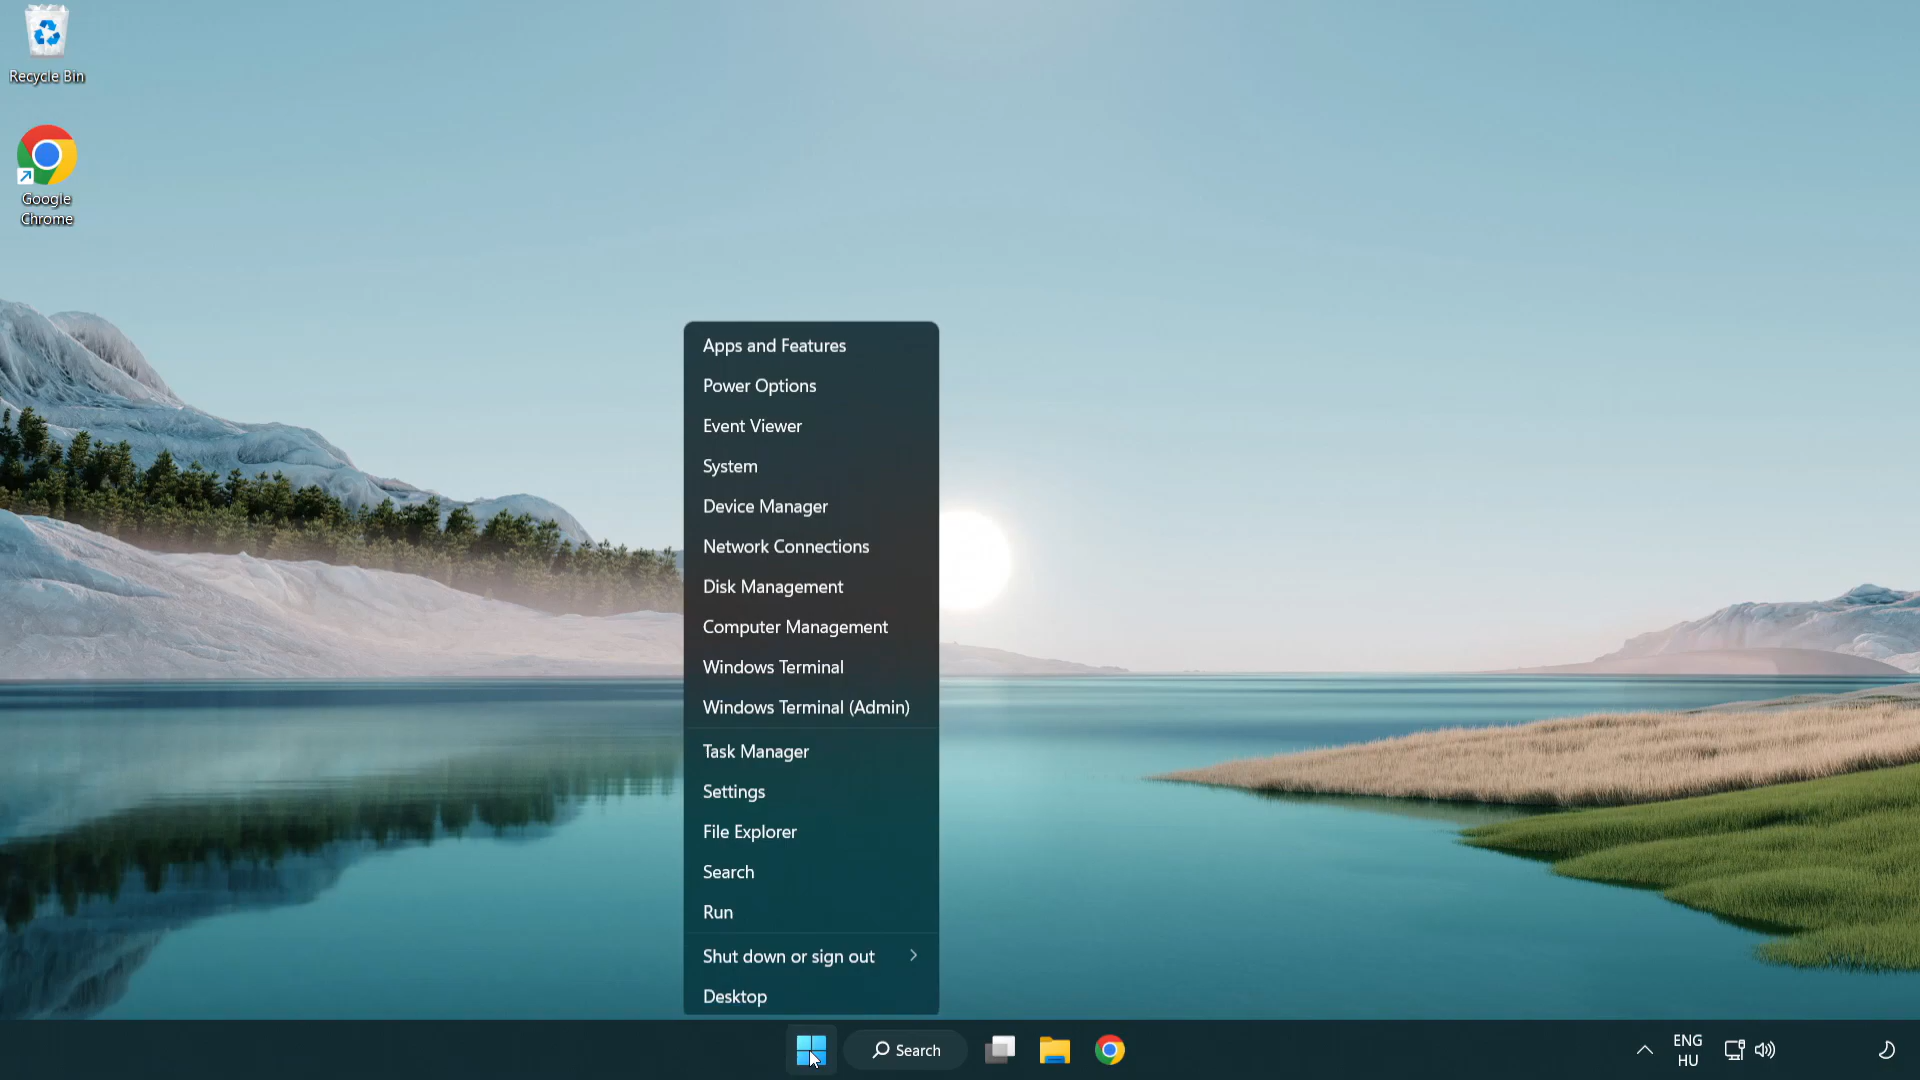 Recycle Bin
Google
Chrome
Apps and Features
Power Options
Event Viewer
System
Device Manager
Network Connections
Disk Management
Computer Management
Windows Terminal
Windows Terminal (Admin)
Task Manager
Settings
File Explorer
Search
Run
Shut down or sign out
Desktop
Search
ENG
HU